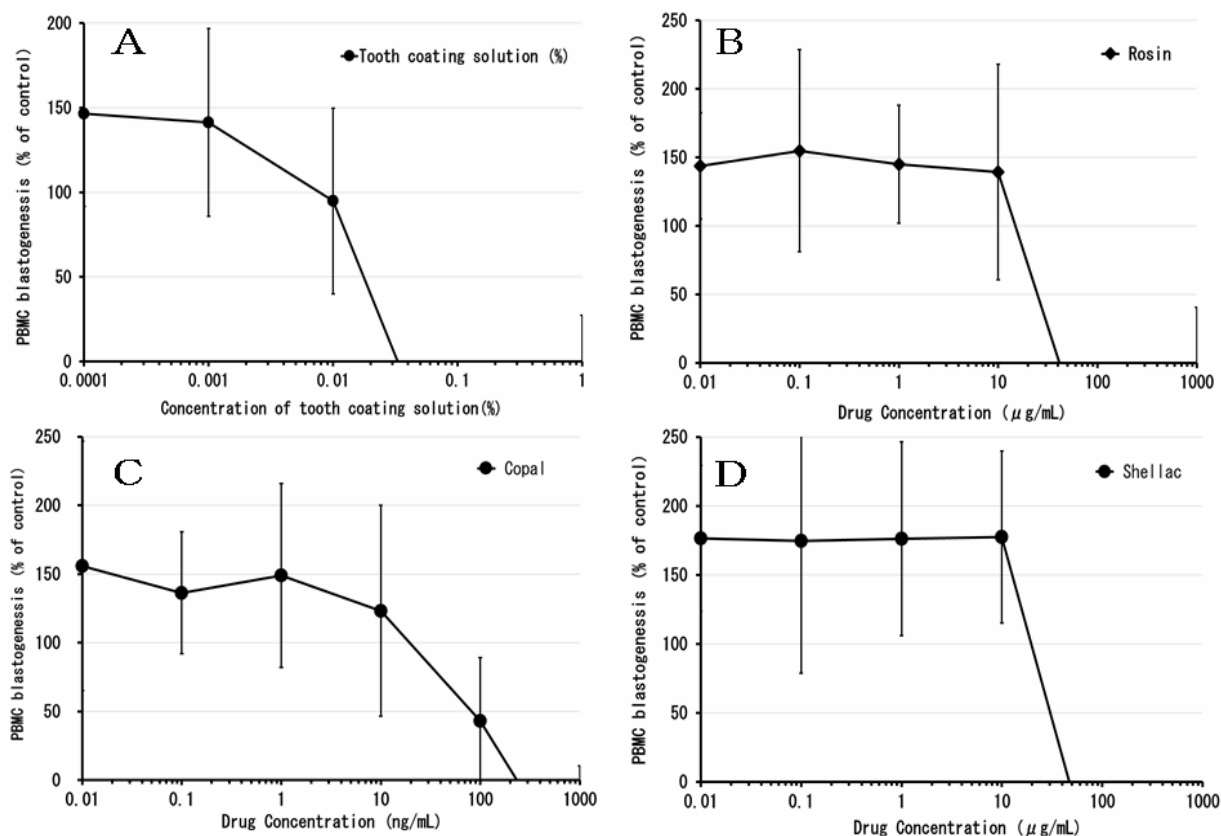 A
Tooth coating solution (%)
PBMC blastogenessis (% of control)
200
150
100
50
0
0.0001
0.001
0.01
0.1
1
Concentration of tooth coating solution(%)
B
Rosin
PBMC blastogenesis (% of control)
250
200
150
100
50
0
0.01
0.1
1
10
100
1000
Drug Concentration (μg/mL)
C
Copal
PBMC blastogenesis (% of control)
250
200
150
100
50
0
0.01
0.1
1
10
100
1000
Drug Concentration (ng/mL)
D
Shellac
PBMC blastogenesis (% of control)
250
200
150
100
50
0
0.01
0.1
1
10
100
1000
Drug Concentration (μg/mL)